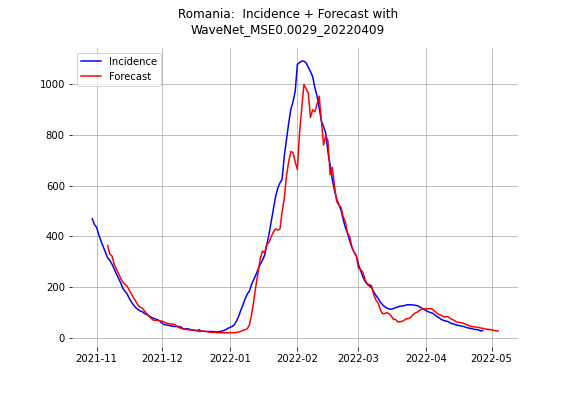 Romania:  Incidence + Forecast with
WaveNet_MSE0.0029_20220409
Incidence
Forecast
1000
800
600
400
200
0
2021-11 2021-12 2022-01 2022-02 2022-03 2022-04 2022-05